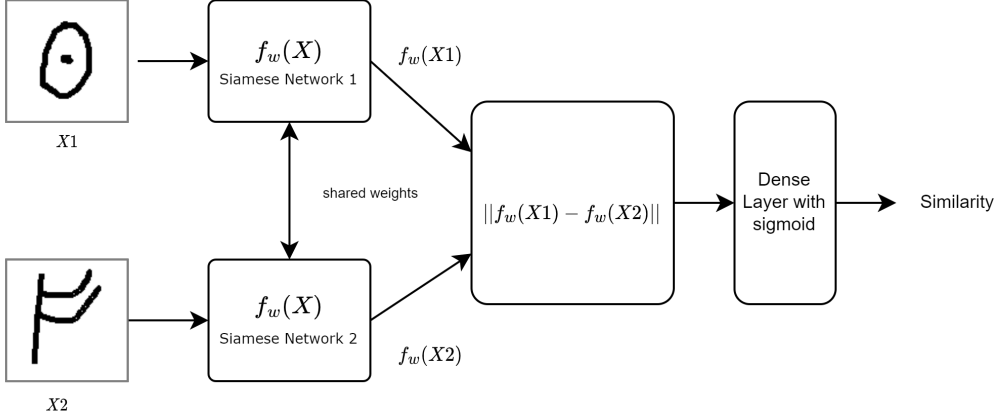 f_w(X)
Siamese Network 1
f_w(X1)
X1
shared weights
||f_w(X1) − f_w(X2)||
Dense
Layer with
sigmoid
Similarity
f_w(X)
Siamese Network 2
f_w(X2)
X2